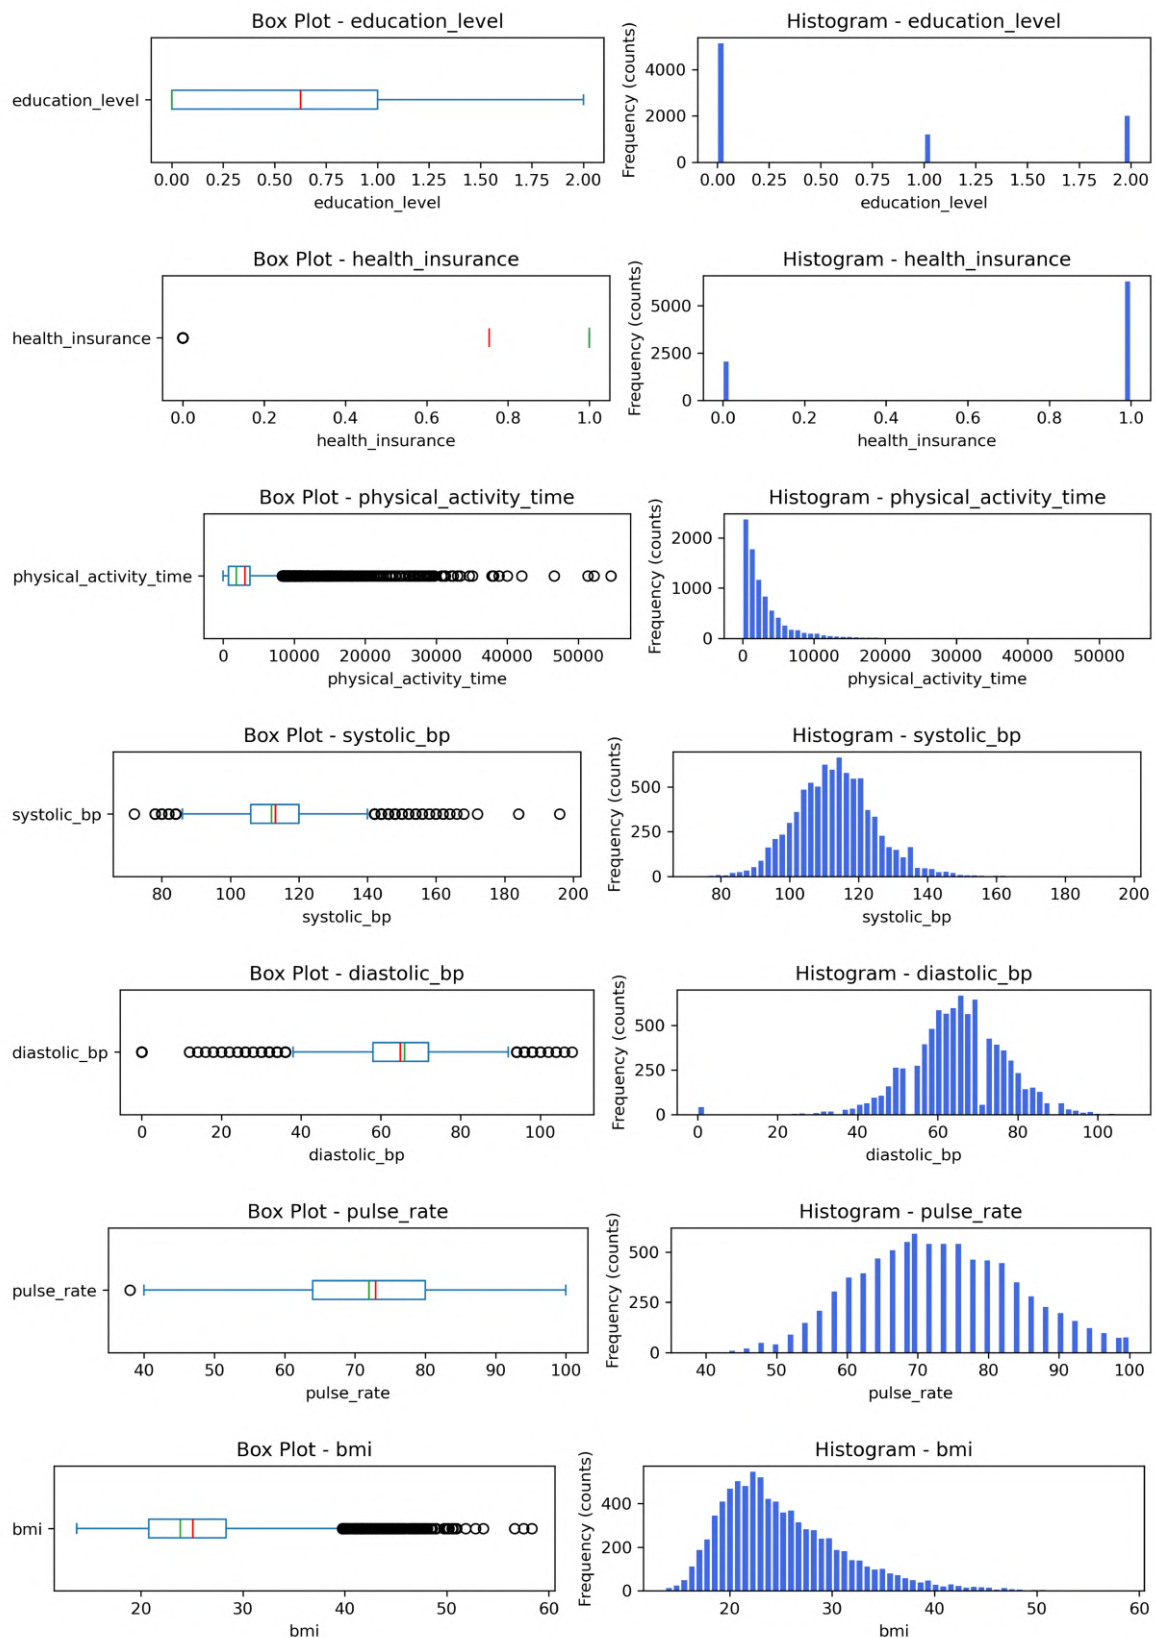 Box Plot - education_level
education_level
0.00 0.25 0.50 0.75 1.00 1.25 1.50 1.75 2.00
education_level
Histogram - education_level
Frequency (counts)
4000
2000
0
0.00 0.25 0.50 0.75 1.00 1.25 1.50 1.75 2.00
education_level
Box Plot - health_insurance
health_insurance
0.0 0.2 0.4 0.6 0.8 1.0
health_insurance
Histogram - health_insurance
Frequency (counts)
5000
2500
0
0.0 0.2 0.4 0.6 0.8 1.0
health_insurance
Box Plot - physical_activity_time
physical_activity_time
0 10000 20000 30000 40000 50000
physical_activity_time
Histogram - physical_activity_time
Frequency (counts)
2000
1000
0
0 10000 20000 30000 40000 50000
physical_activity_time
Box Plot - systolic_bp
systolic_bp
80 100 120 140 160 180 200
systolic_bp
Histogram - systolic_bp
Frequency (counts)
500
250
0
80 100 120 140 160 180 200
systolic_bp
Box Plot - diastolic_bp
diastolic_bp
0 20 40 60 80 100
diastolic_bp
Histogram - diastolic_bp
Frequency (counts)
500
250
0
0 20 40 60 80 100
diastolic_bp
Box Plot - pulse_rate
pulse_rate
40 50 60 70 80 90 100
pulse_rate
Histogram - pulse_rate
Frequency (counts)
500
250
0
40 50 60 70 80 90 100
pulse_rate
Box Plot - bmi
bmi
20 30 40 50 60
bmi
Histogram - bmi
Frequency (counts)
400
200
0
20 30 40 50 60
bmi